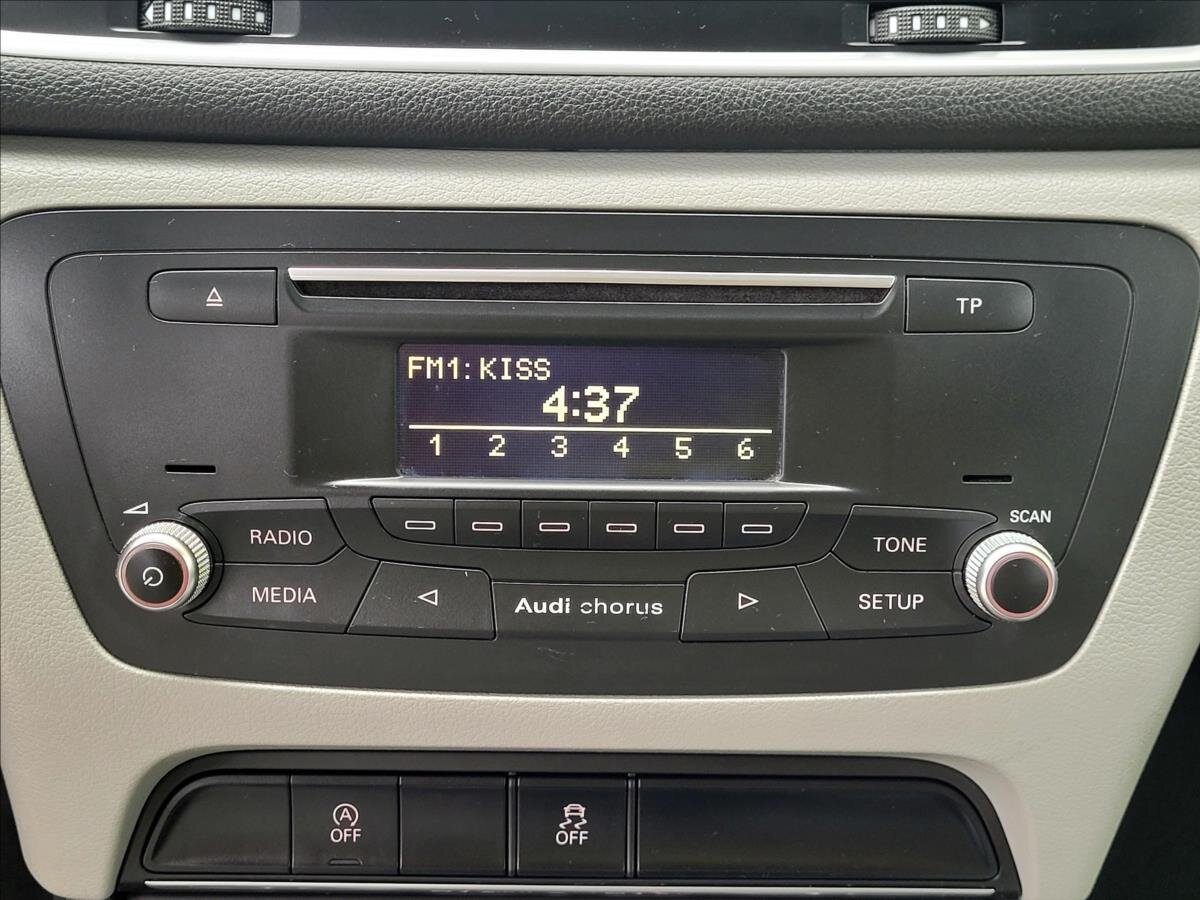 TP
FM1: KISS
4:37
1 2 3 4 5 6
SCAN
RADIO
TONE
MEDIA
Audi chorus
SETUP
A
OFF
OFF